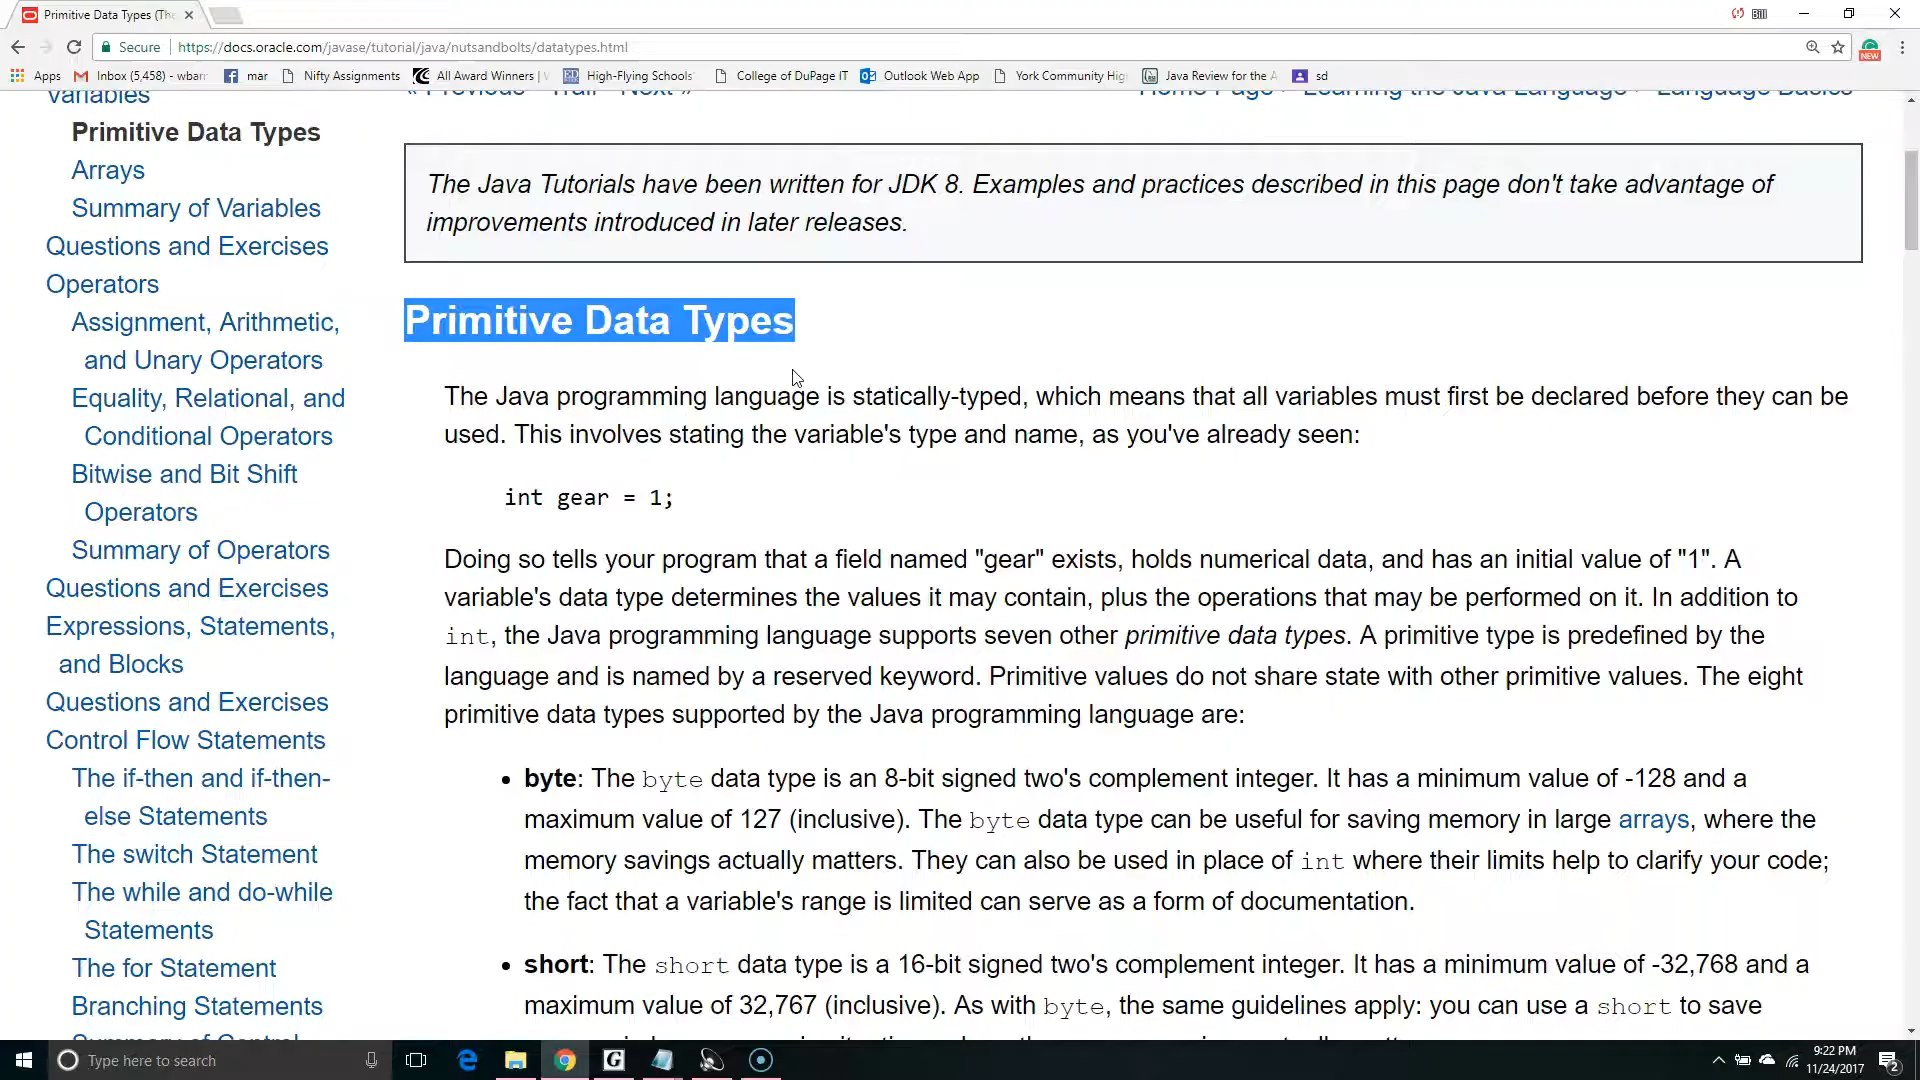 Primitive Data Types (The
Bill
Secure | https://docs.oracle.com/javase/tutorial/java/nutsandbolts/datatypes.html
NEW
Apps Inbox (5,458) - wbarr mar Nifty Assignments All Award Winners | High-Flying Schools College of DuPage IT Outlook Web App York Community Hig Java Review for the A sd
Variables
Primitive Data Types
Arrays
Summary of Variables
Questions and Exercises
Operators
Assignment, Arithmetic,
and Unary Operators
Equality, Relational, and
Conditional Operators
Bitwise and Bit Shift
Operators
Summary of Operators
Questions and Exercises
Expressions, Statements,
and Blocks
Questions and Exercises
Control Flow Statements
The if-then and if-then-
else Statements
The switch Statement
The while and do-while
Statements
The for Statement
Branching Statements
Summary of Control
« Previous · Trail · Next »
Home Page > Learning the Java Language > Language Basics
The Java Tutorials have been written for JDK 8. Examples and practices described in this page don't take advantage of
improvements introduced in later releases.
Primitive Data Types
The Java programming language is statically-typed, which means that all variables must first be declared before they can be
used. This involves stating the variable's type and name, as you've already seen:
int gear = 1;
Doing so tells your program that a field named "gear" exists, holds numerical data, and has an initial value of "1". A
variable's data type determines the values it may contain, plus the operations that may be performed on it. In addition to
int, the Java programming language supports seven other primitive data types. A primitive type is predefined by the
language and is named by a reserved keyword. Primitive values do not share state with other primitive values. The eight
primitive data types supported by the Java programming language are:
• byte: The byte data type is an 8-bit signed two's complement integer. It has a minimum value of -128 and a
maximum value of 127 (inclusive). The byte data type can be useful for saving memory in large arrays, where the
memory savings actually matters. They can also be used in place of int where their limits help to clarify your code;
the fact that a variable's range is limited can serve as a form of documentation.
• short: The short data type is a 16-bit signed two's complement integer. It has a minimum value of -32,768 and a
maximum value of 32,767 (inclusive). As with byte, the same guidelines apply: you can use a short to save
Type here to search
9:22 PM
11/24/2017
2